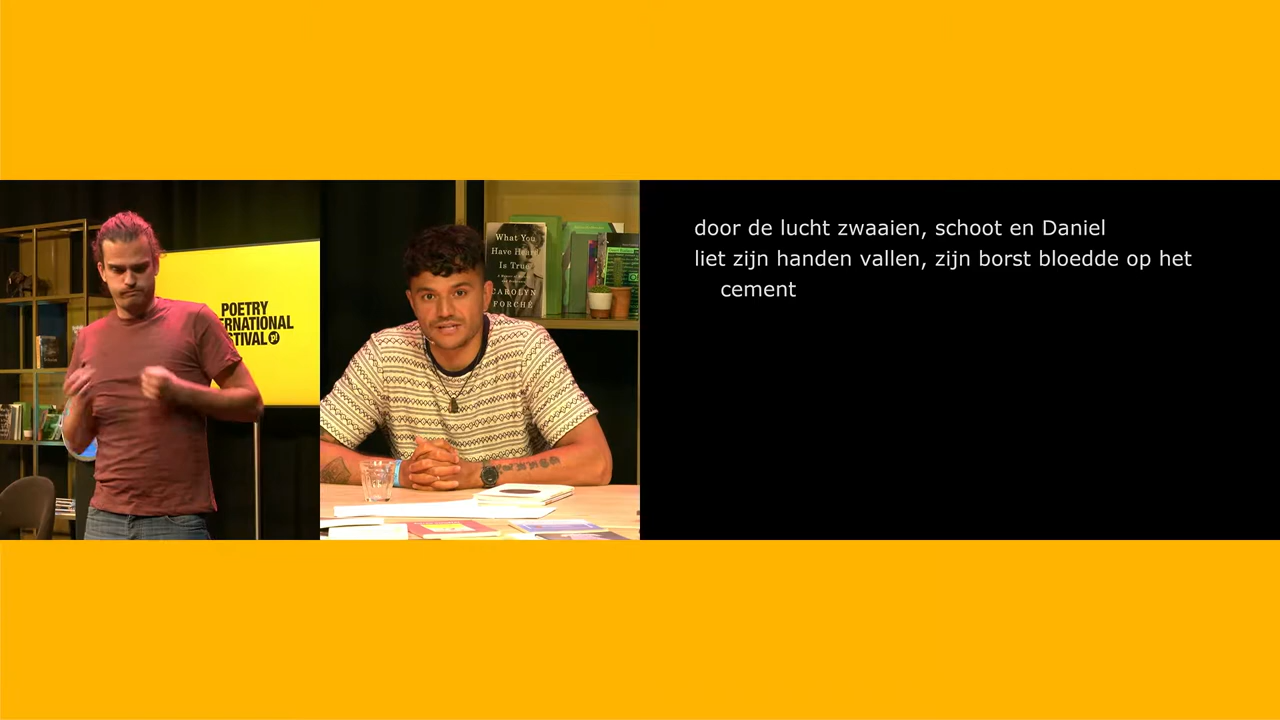 POETRY
ERNATIONAL
STIVAL
What You
Have Heard
Is True
CAROLYN
FORCHÉ
door de lucht zwaaien, schoot en Daniel
liet zijn handen vallen, zijn borst bloedde op het
cement